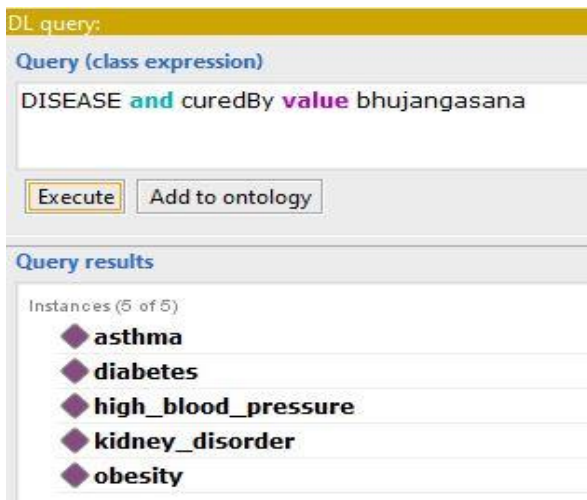 DL query:
Query (class expression)
DISEASE and curedBy value bhujangasana
Execute Add to ontology
Query results
Instances (5 of 5)
asthma
diabetes
high_blood_pressure
kidney_disorder
obesity